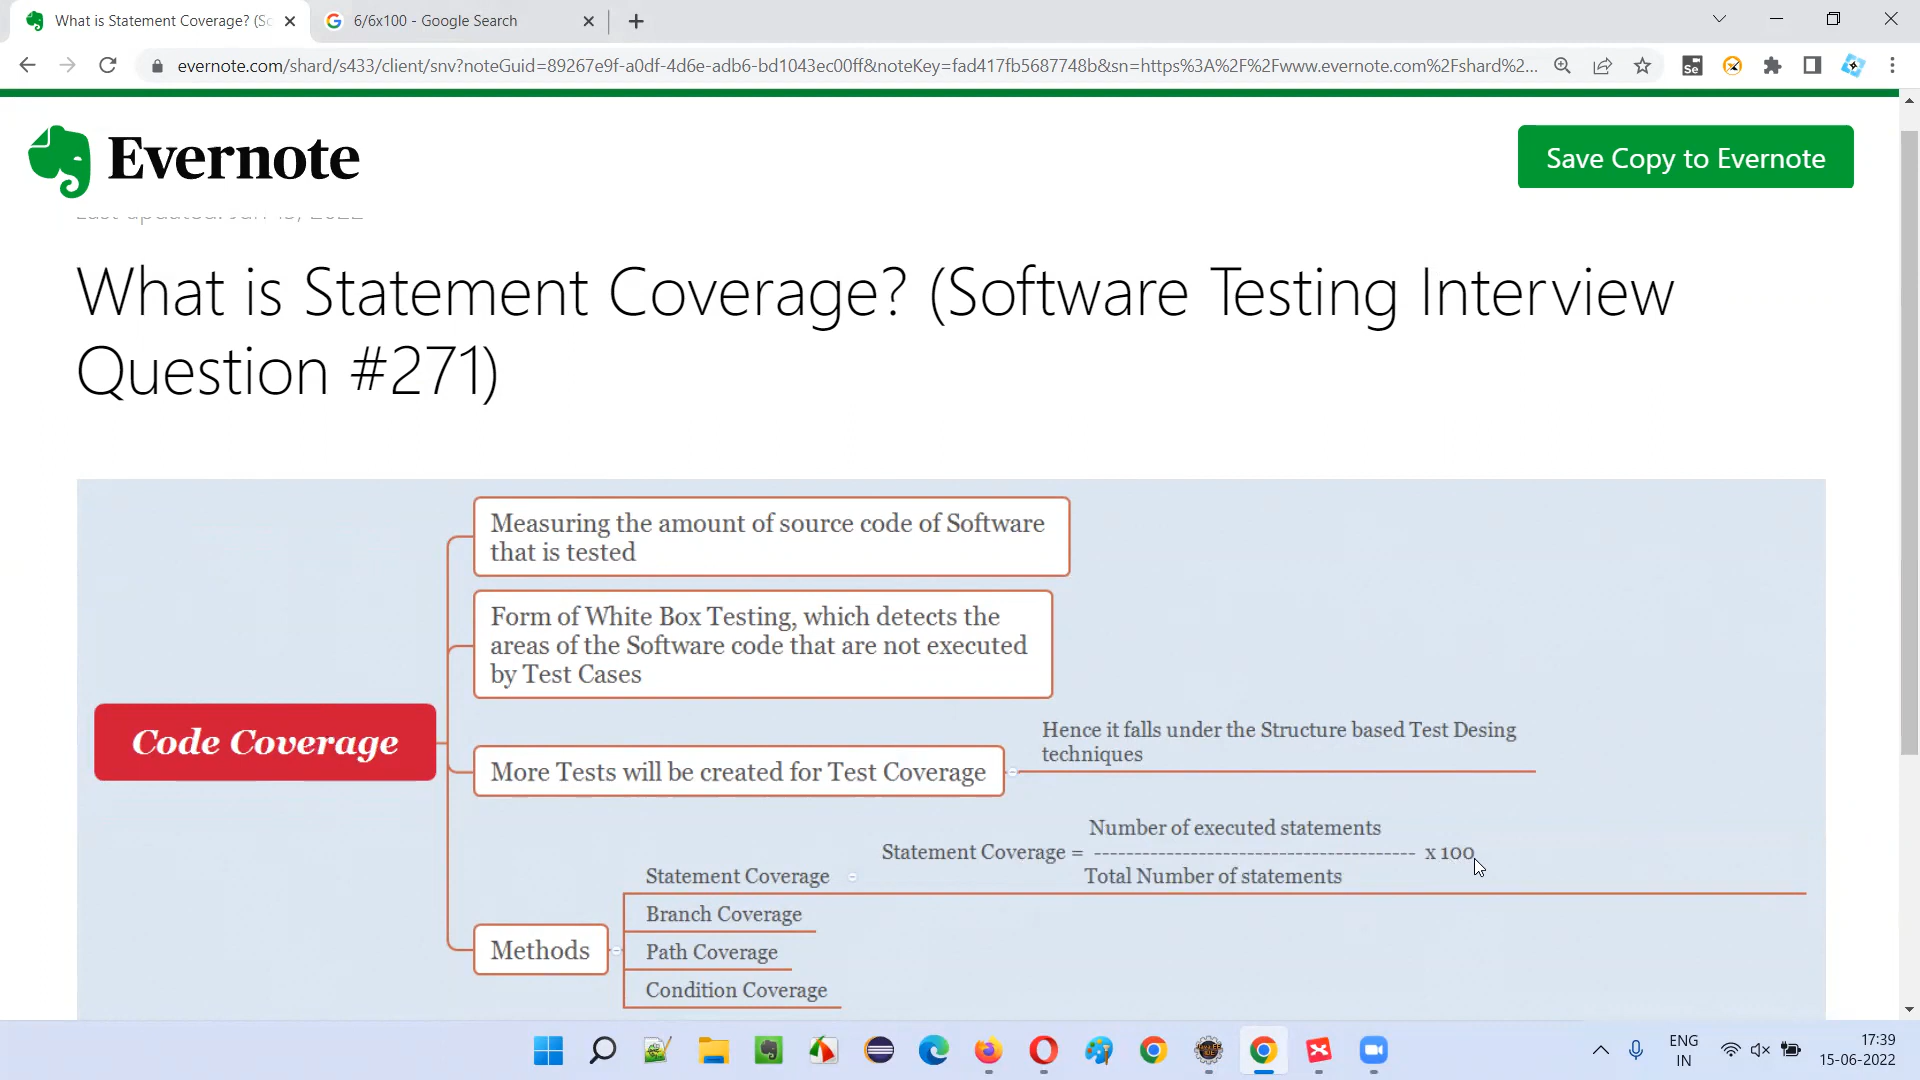 What is Statement Coverage? (So
6/6x100 - Google Search
evernote.com/shard/s433/client/snv?noteGuid=89267e9f-a0df-4d6e-adb6-bd1043ec00ff&noteKey=fad417fb5687748b&sn=https%3A%2F%2Fwww.evernote.com%2Fshard%2...
Evernote
Save Copy to Evernote
What is Statement Coverage? (Software Testing Interview
Question #271)
Measuring the amount of source code of Software
that is tested
Form of White Box Testing, which detects the
areas of the Software code that are not executed
by Test Cases
Code Coverage
More Tests will be created for Test Coverage
Hence it falls under the Structure based Test Desing
techniques
Number of executed statements
Statement Coverage = --------------------------------------- x 100
Total Number of statements
Statement Coverage
Branch Coverage
Methods
Path Coverage
Condition Coverage
ENG
IN
17:39
15-06-2022